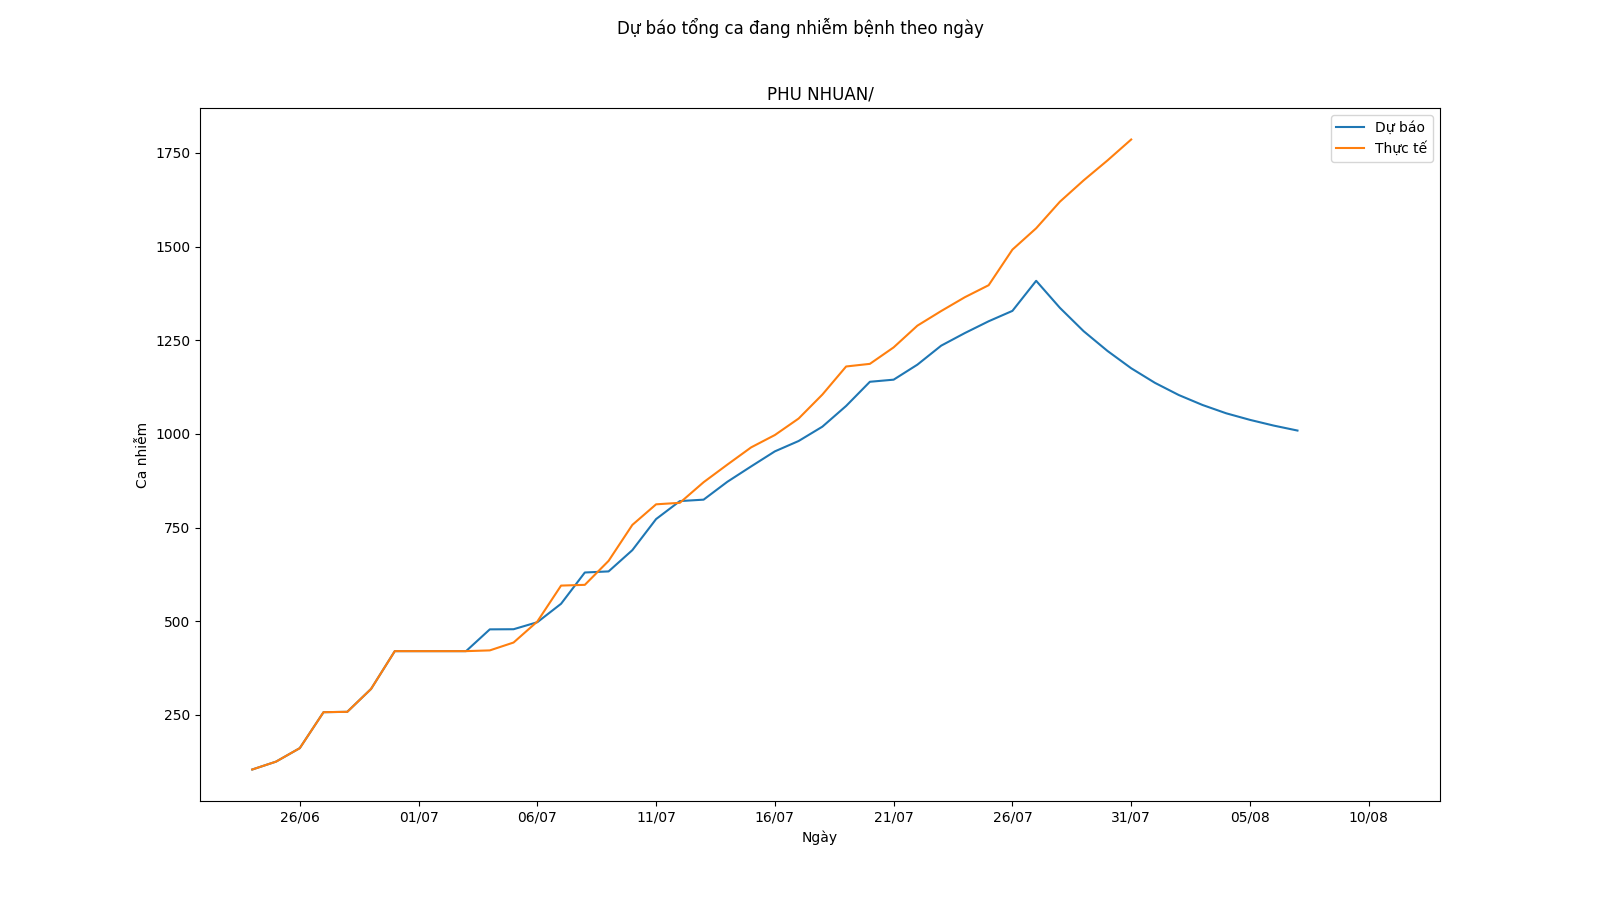 Dự báo tổng ca đang nhiễm bệnh theo ngày
PHU NHUAN/
Dự báo
Thực tế
1750
1500
1250
1000
750
500
250
Ca nhiễm
26/06 01/07 06/07 11/07 16/07 21/07 26/07 31/07 05/08 10/08
Ngày